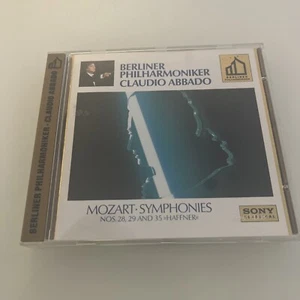 BERLINER
PHILHARMONIKER
CLAUDIO ABBADO
MOZART · SYMPHONIES
NOS. 28, 29 AND 35 «HAFFNER»
SONY
BERLINER PHILHARMONIKER · CLAUDIO ABBADO